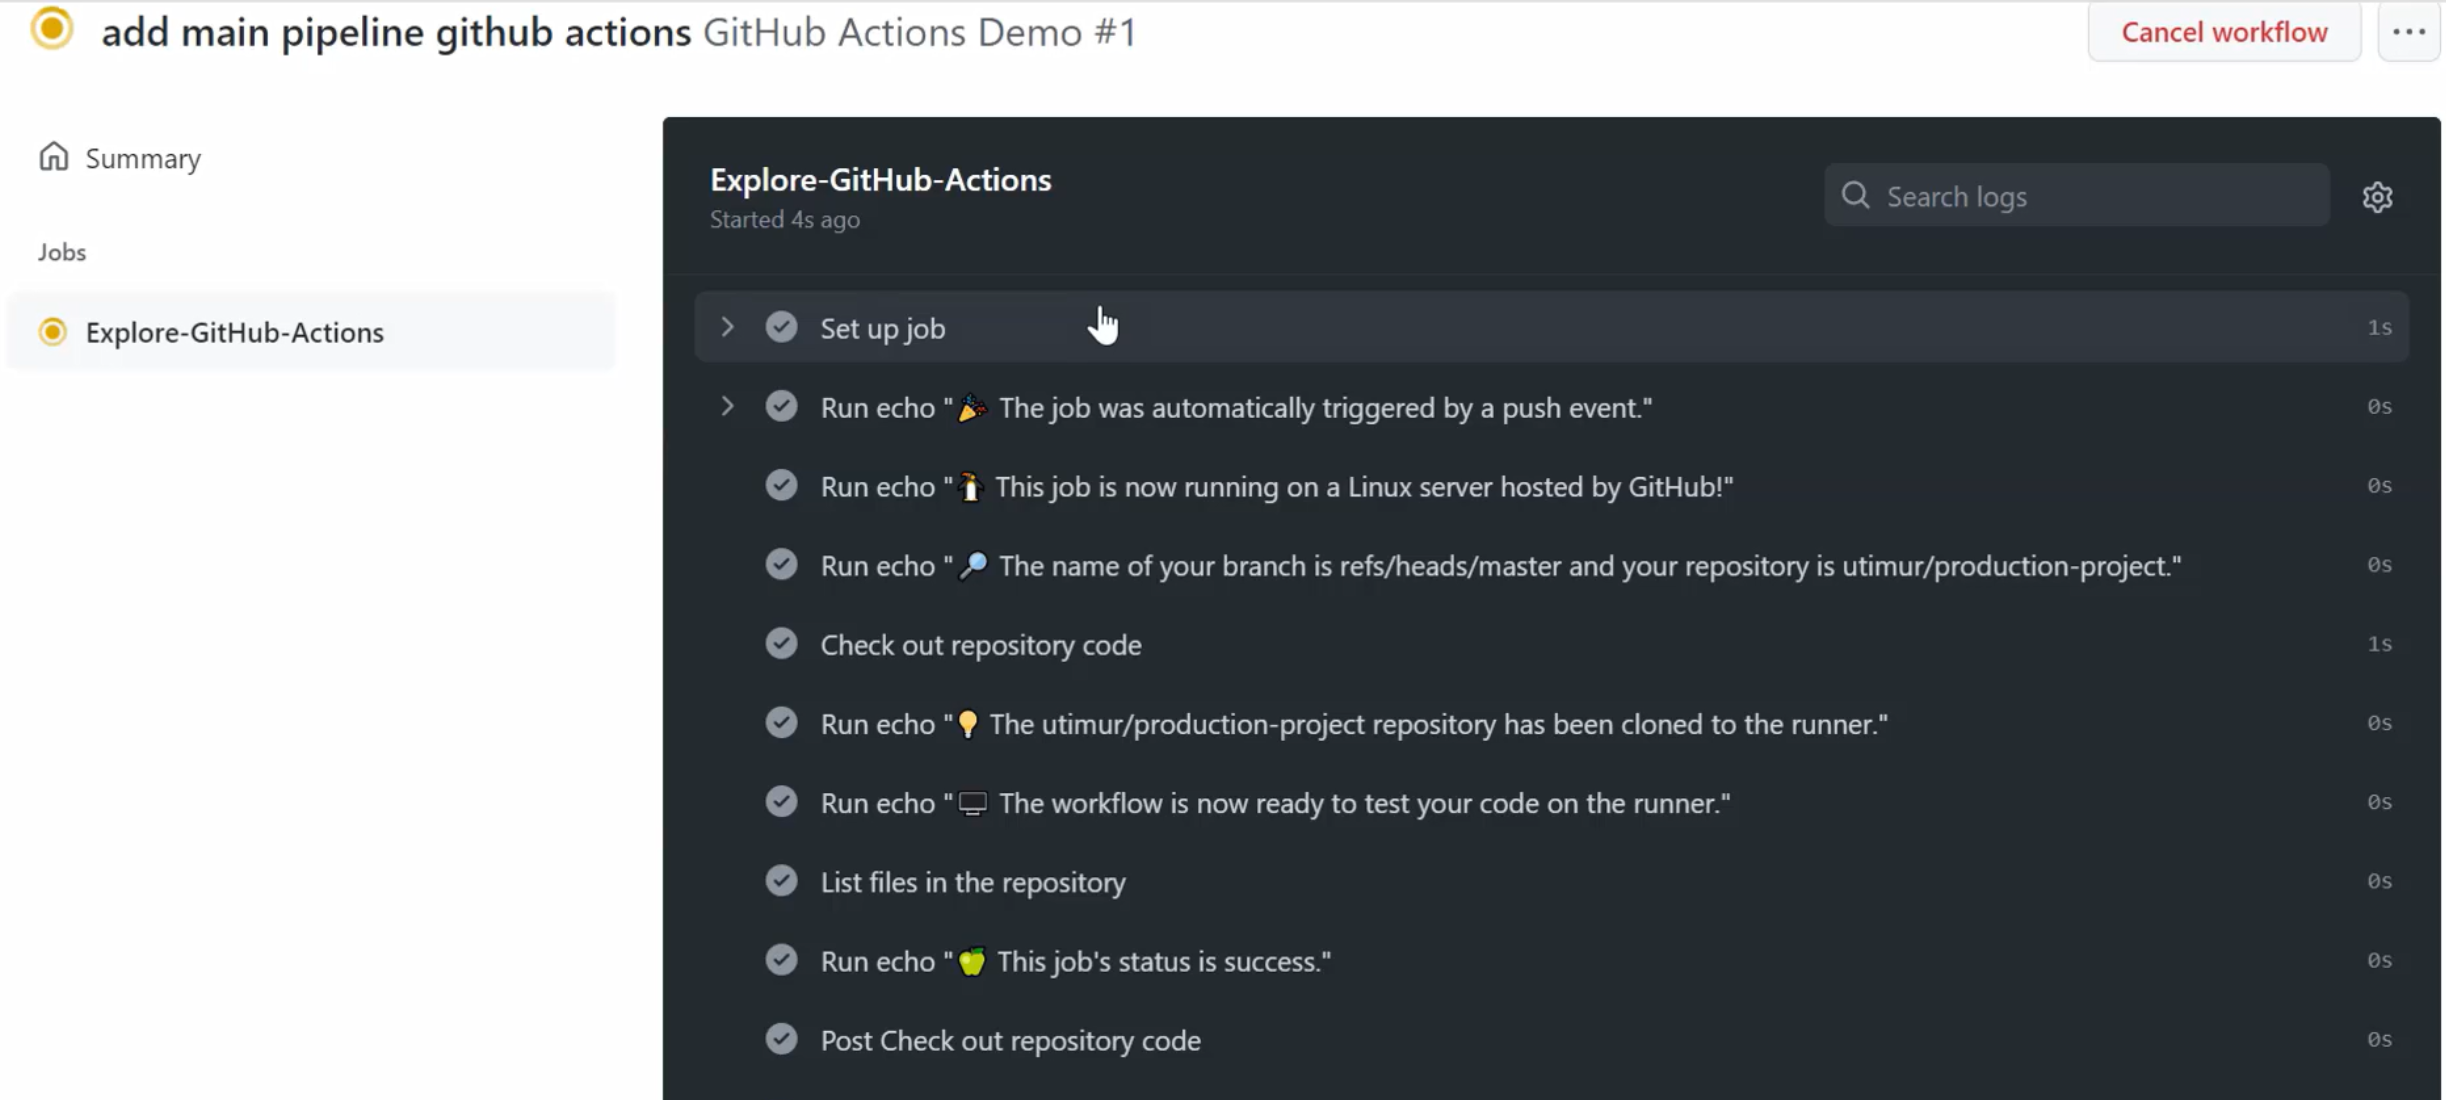 add main pipeline github actions GitHub Actions Demo #1
Cancel workflow
Summary
Jobs
Explore-GitHub-Actions
Explore-GitHub-Actions
Started 4s ago
Search logs
Set up job 1s
Run echo "🎉 The job was automatically triggered by a push event." 0s
Run echo "🐧 This job is now running on a Linux server hosted by GitHub!" 0s
Run echo "🔎 The name of your branch is refs/heads/master and your repository is utimur/production-project." 0s
Check out repository code 1s
Run echo "💡 The utimur/production-project repository has been cloned to the runner." 0s
Run echo "🖥️ The workflow is now ready to test your code on the runner." 0s
List files in the repository 0s
Run echo "🍏 This job's status is success." 0s
Post Check out repository code 0s